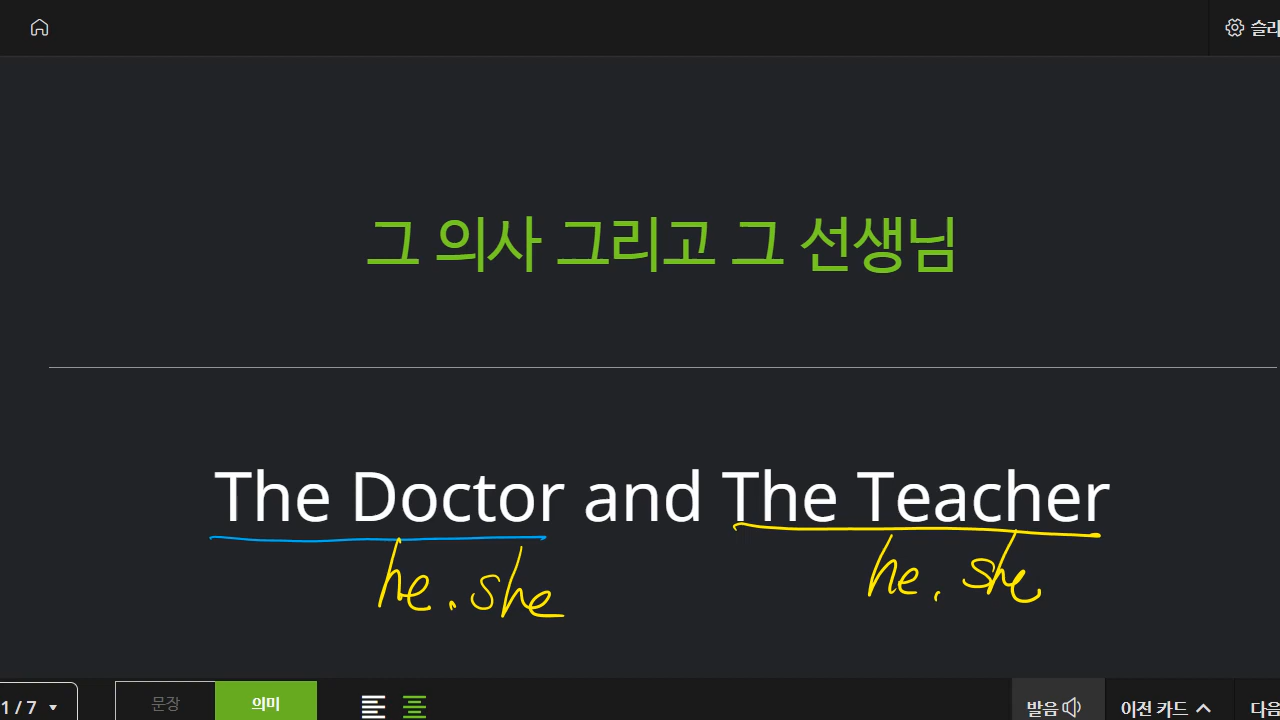 슬라
그 의사 그리고 그 선생님
The Doctor and The Teacher
he. she he. she
1 / 7 문장 의미 발음 이전 카드 다음